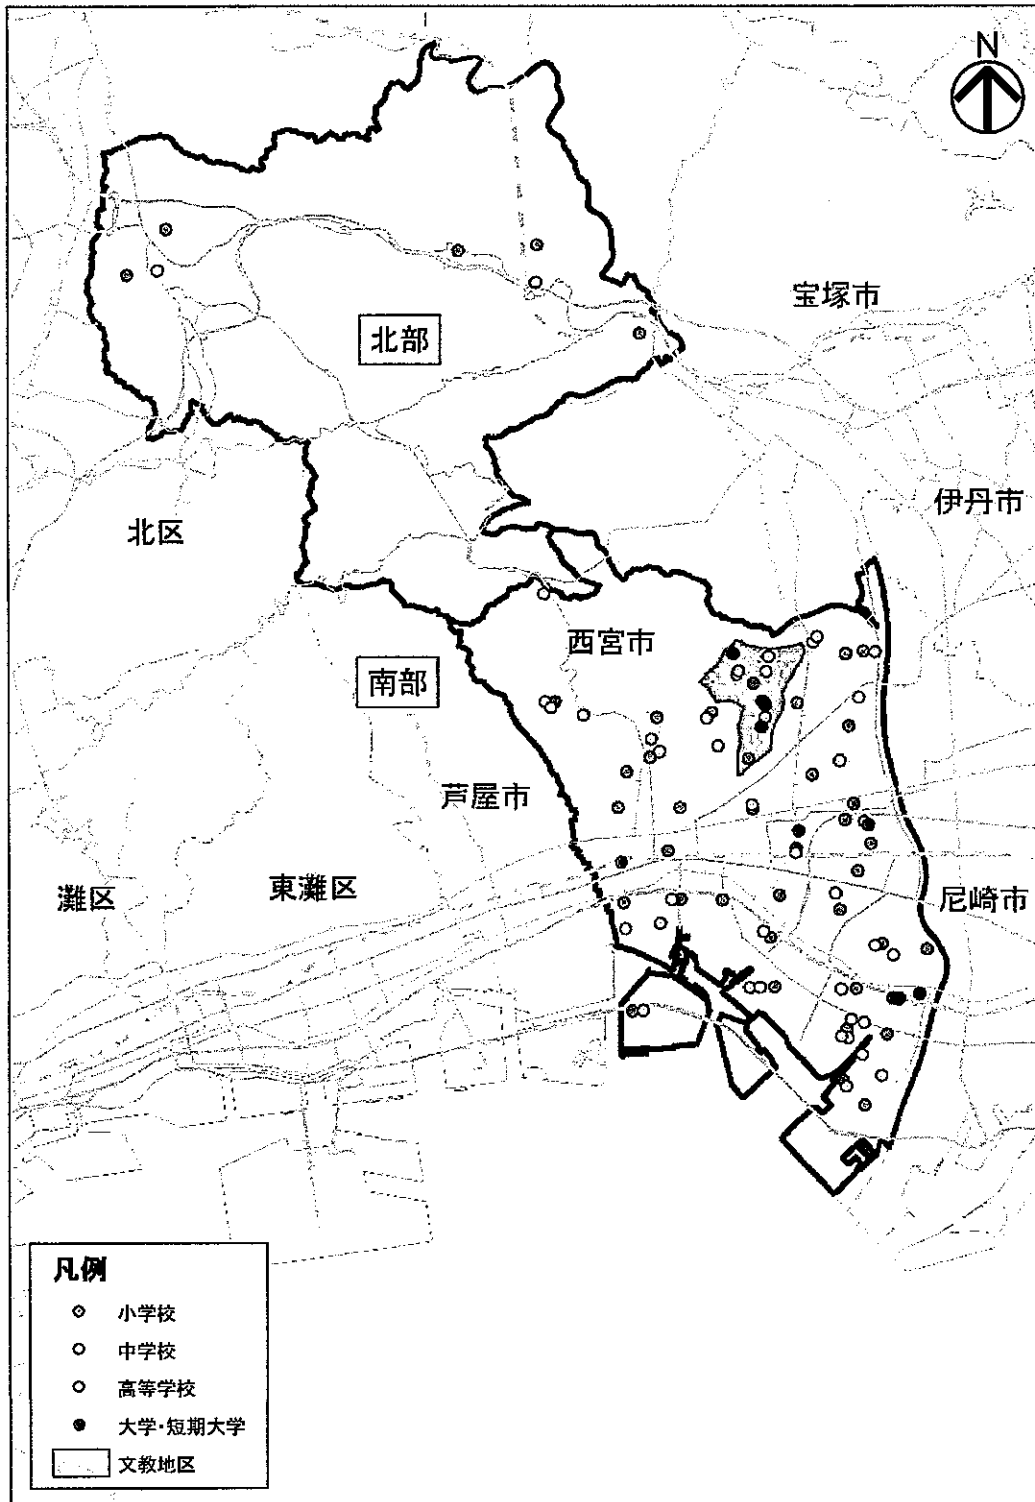 N
宝塚市
北部
伊丹市
北区
西宮市
南部
芦屋市
灘区
東灘区
尼崎市
凡例
小学校
中学校
高等学校
大学・短期大学
文教地区